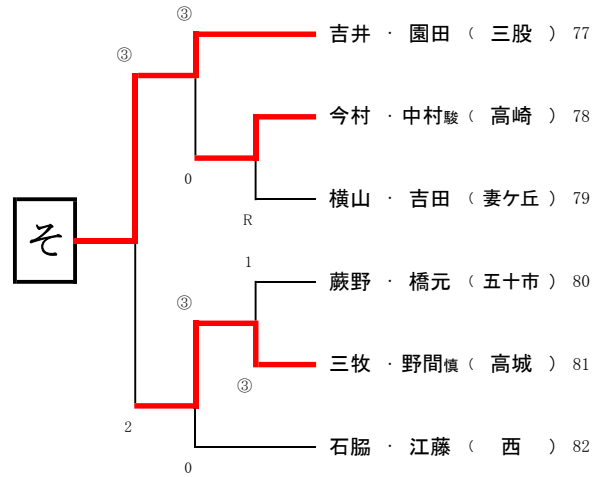 ③
吉井 ・ 園田 （ 三股 ） 77
③
今村 ・ 中村駿 （ 高崎 ） 78
0
横山 ・ 吉田 （ 妻ケ丘 ） 79
R
そ
1
蕨野 ・ 橋元 （ 五十市 ） 80
③
三牧 ・ 野間慎 （ 高城 ） 81
③
2
石脇 ・ 江藤 （ 西 ） 82
0